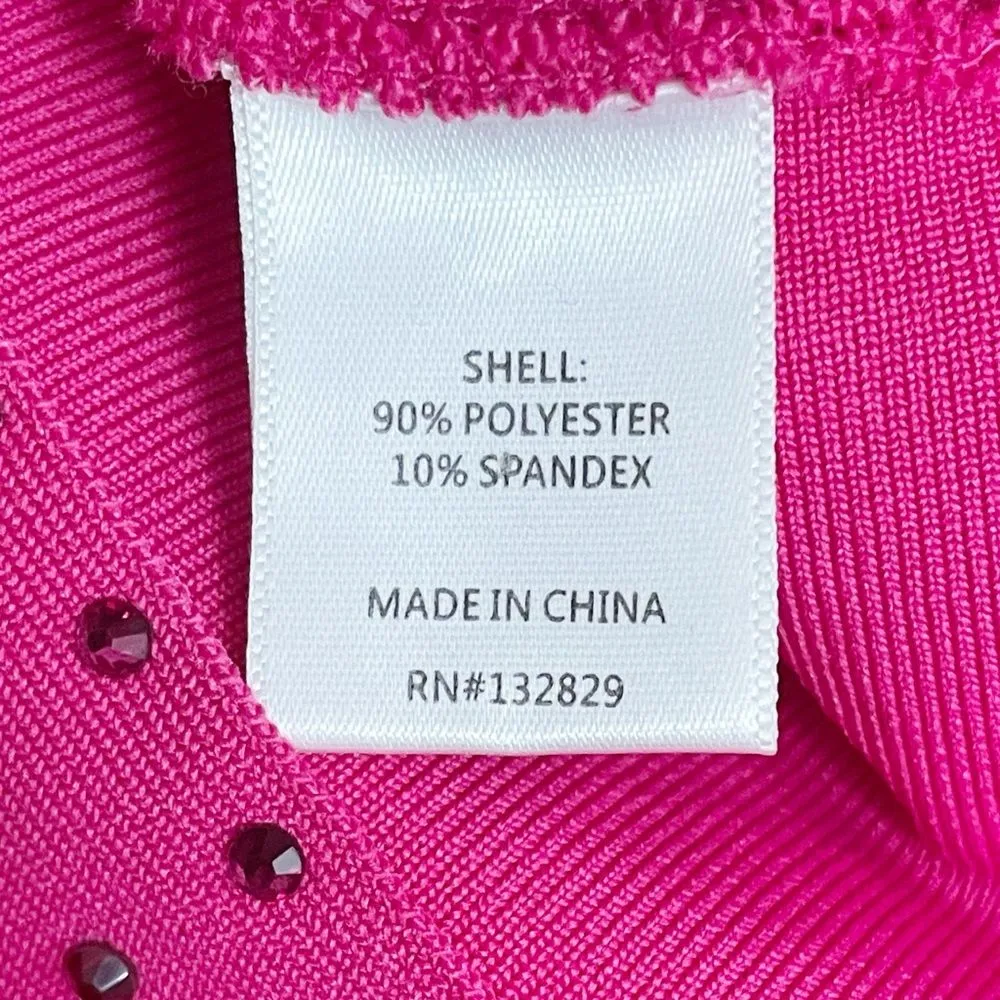 SHELL:
90% POLYESTER
10% SPANDEX
MADE IN CHINA
RN#132829